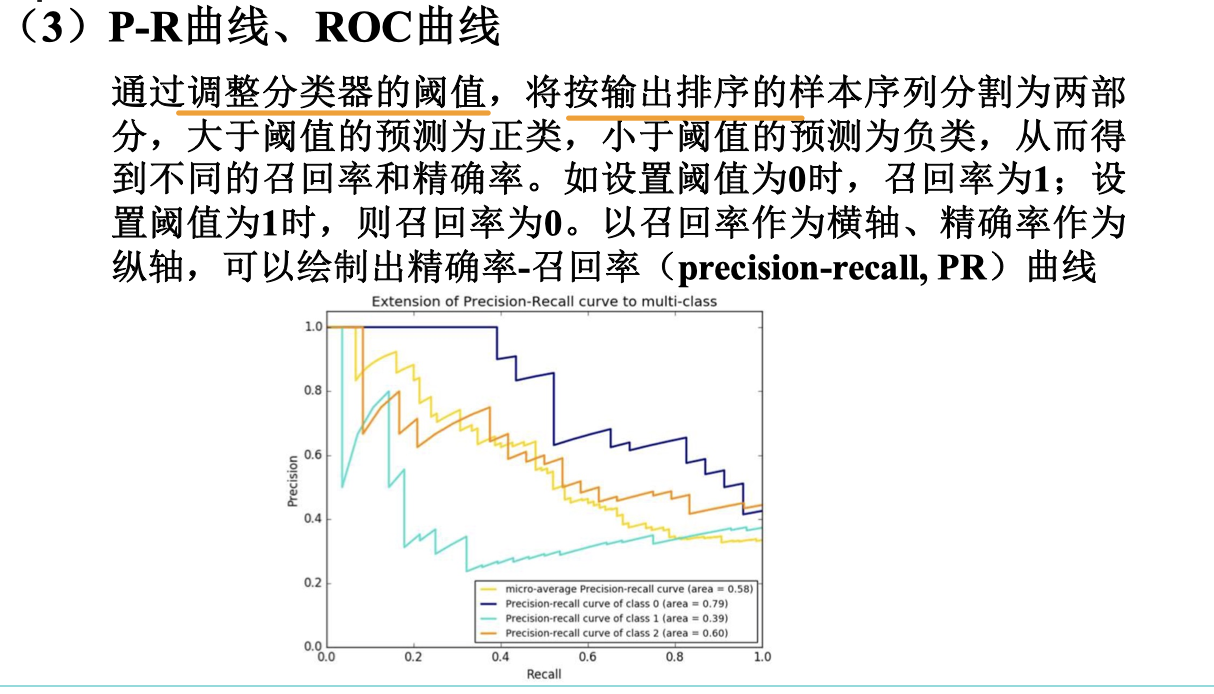 （3）P-R曲线、ROC曲线
通过调整分类器的阈值，将按输出排序的样本序列分割为两部
分，大于阈值的预测为正类，小于阈值的预测为负类，从而得
到不同的召回率和精确率。如设置阈值为0时，召回率为1；设
置阈值为1时，则召回率为0。以召回率作为横轴、精确率作为
纵轴，可以绘制出精确率-召回率（precision-recall, PR）曲线
Extension of Precision-Recall curve to multi-class
1.0
0.8
0.6
0.4
0.2
0.0
Precision
micro-average Precision-recall curve (area = 0.58)
Precision-recall curve of class 0 (area = 0.79)
Precision-recall curve of class 1 (area = 0.39)
Precision-recall curve of class 2 (area = 0.60)
0.0 0.2 0.4 0.6 0.8 1.0
Recall